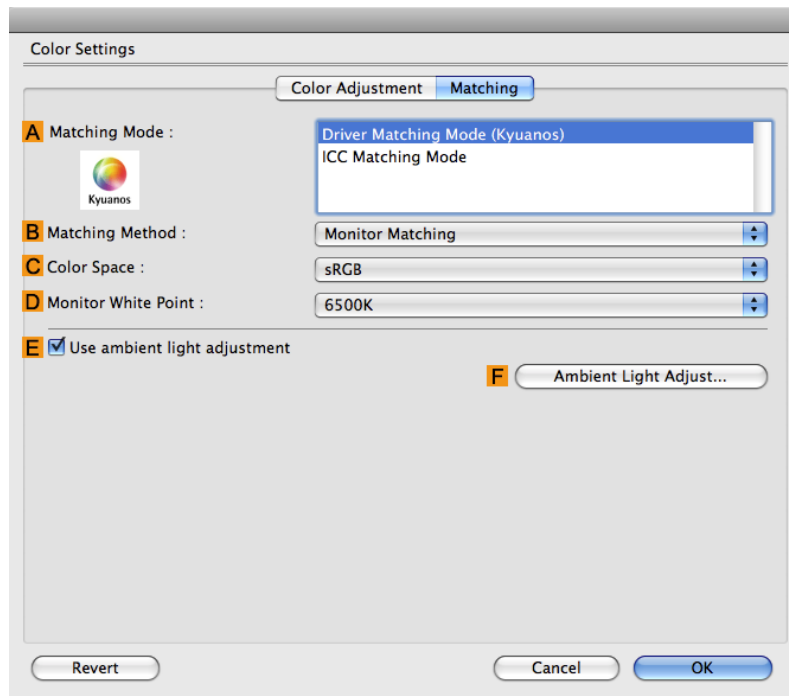 Color Settings
Color Adjustment Matching
A Matching Mode :
Driver Matching Mode (Kyuanos)
ICC Matching Mode
Kyuanos
B Matching Method : Monitor Matching
C Color Space : sRGB
D Monitor White Point : 6500K
E Use ambient light adjustment
F Ambient Light Adjust...
Revert Cancel OK